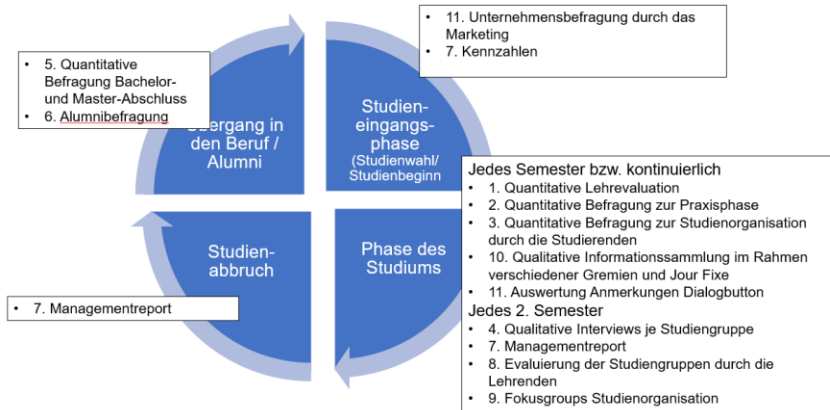 11. Unternehmensbefragung durch das
Marketing
7. Kennzahlen
5. Quantitative
Befragung Bachelor-
und Master-Abschluss
6. Alumnibefragung
Übergang in
den Beruf /
Alumni
Studien-
eingangs-
phase
(Studienwahl/
Studienbeginn
Jedes Semester bzw. kontinuierlich
1. Quantitative Lehrevaluation
2. Quantitative Befragung zur Praxisphase
3. Quantitative Befragung zur Studienorganisation
durch die Studierenden
10. Qualitative Informationssammlung im Rahmen
verschiedener Gremien und Jour Fixe
11. Auswertung Anmerkungen Dialogbutton
Jedes 2. Semester
4. Qualitative Interviews je Studiengruppe
7. Managementreport
8. Evaluierung der Studiengruppen durch die
Lehrenden
9. Fokusgroups Studienorganisation
Studien-
abbruch
Phase des
Studiums
7. Managementreport